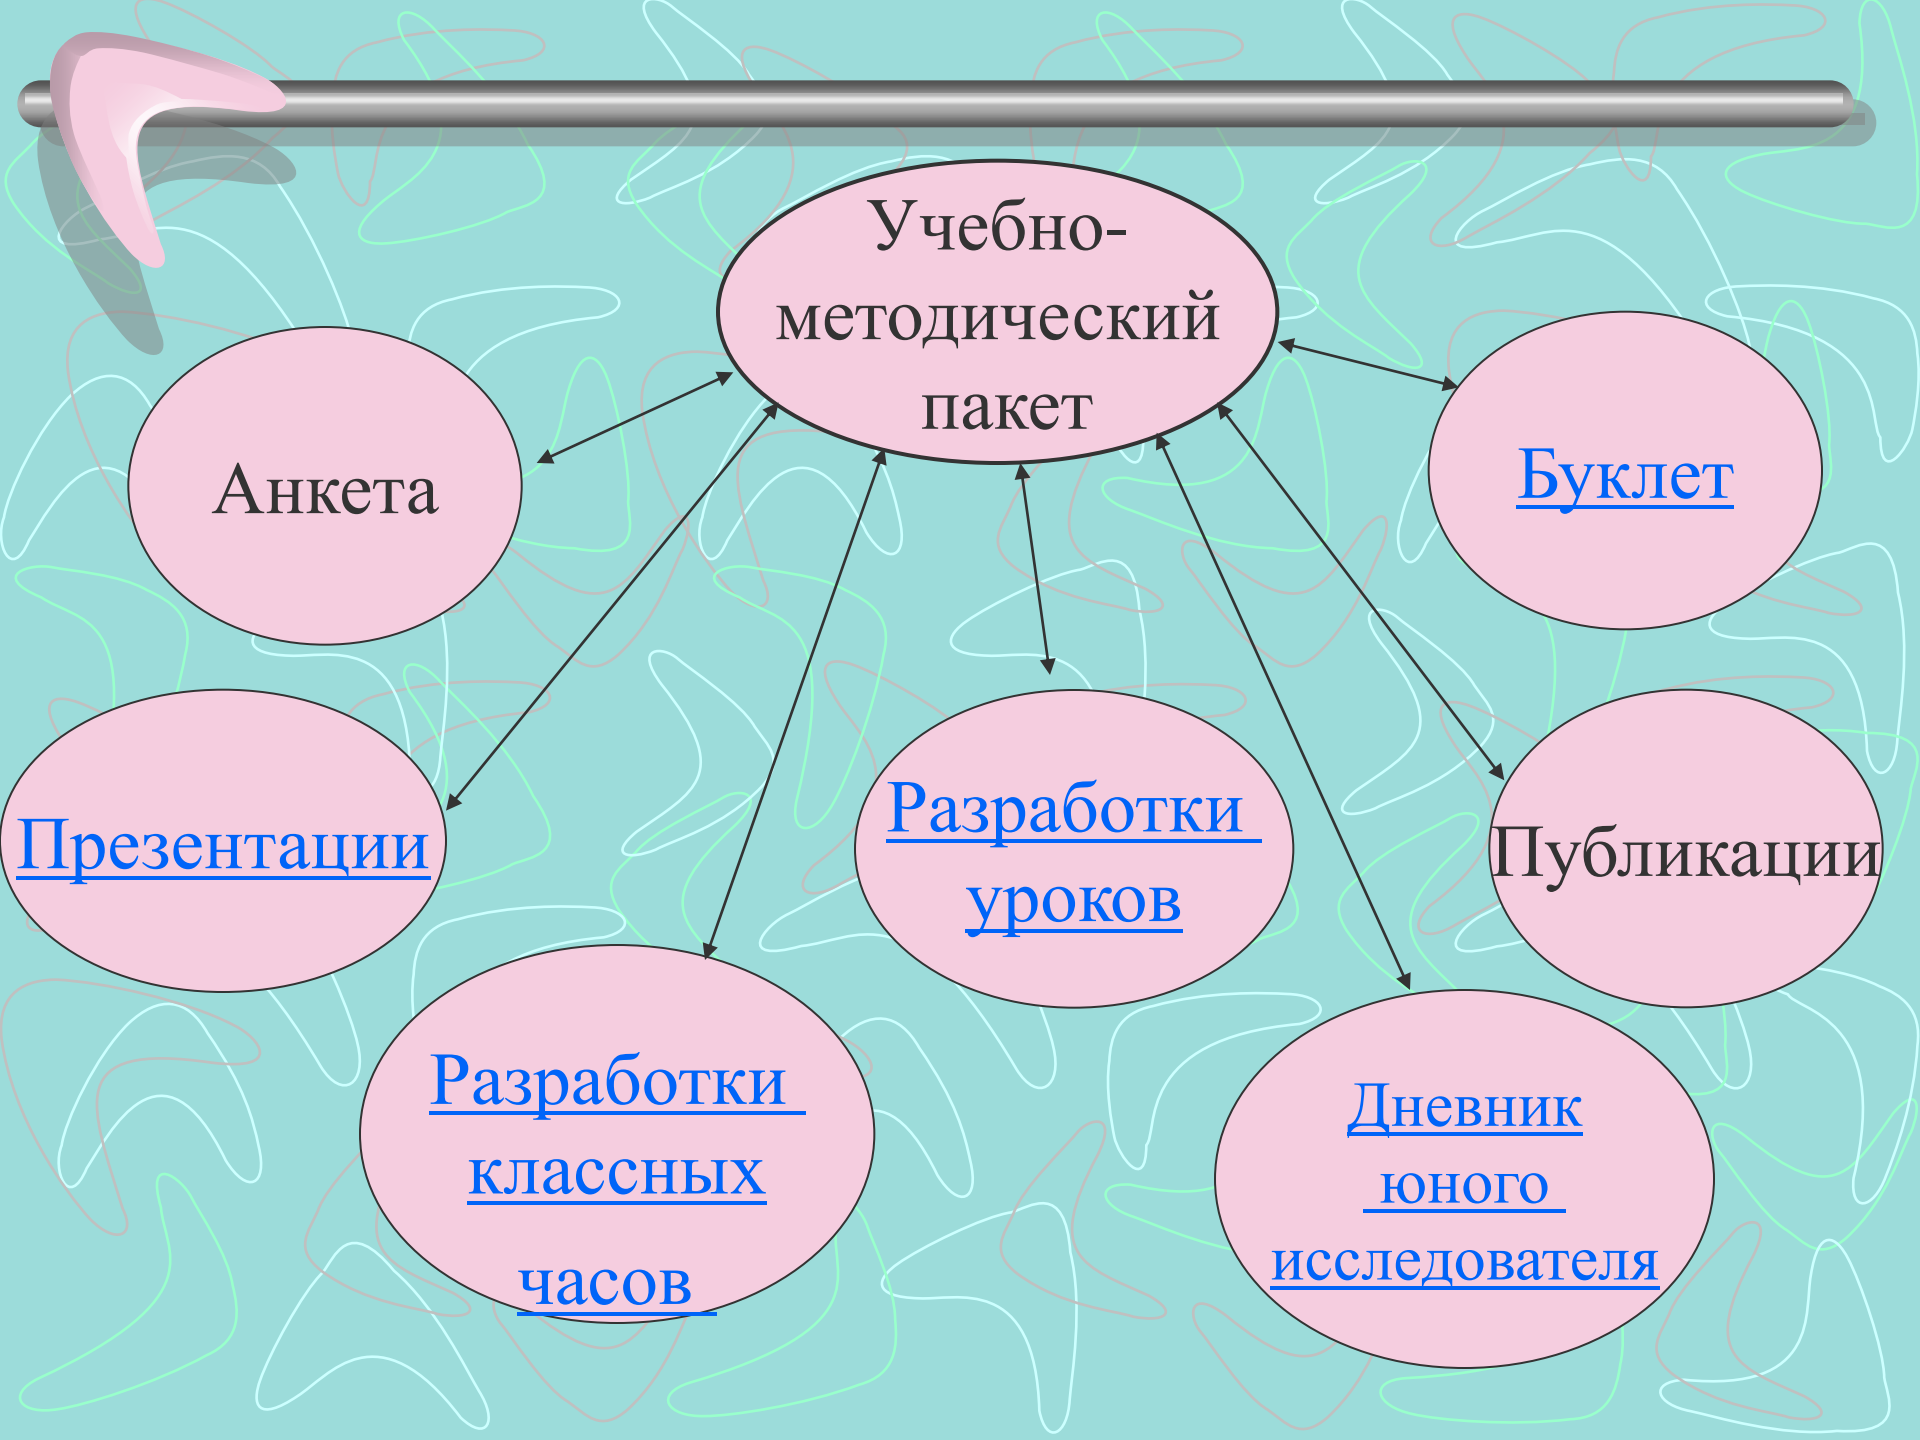 Учебно-
методический
пакет
Анкета
Буклет
Презентации
Разработки
уроков
Публикации
Разработки
классных
часов
Дневник
юного
исследователя